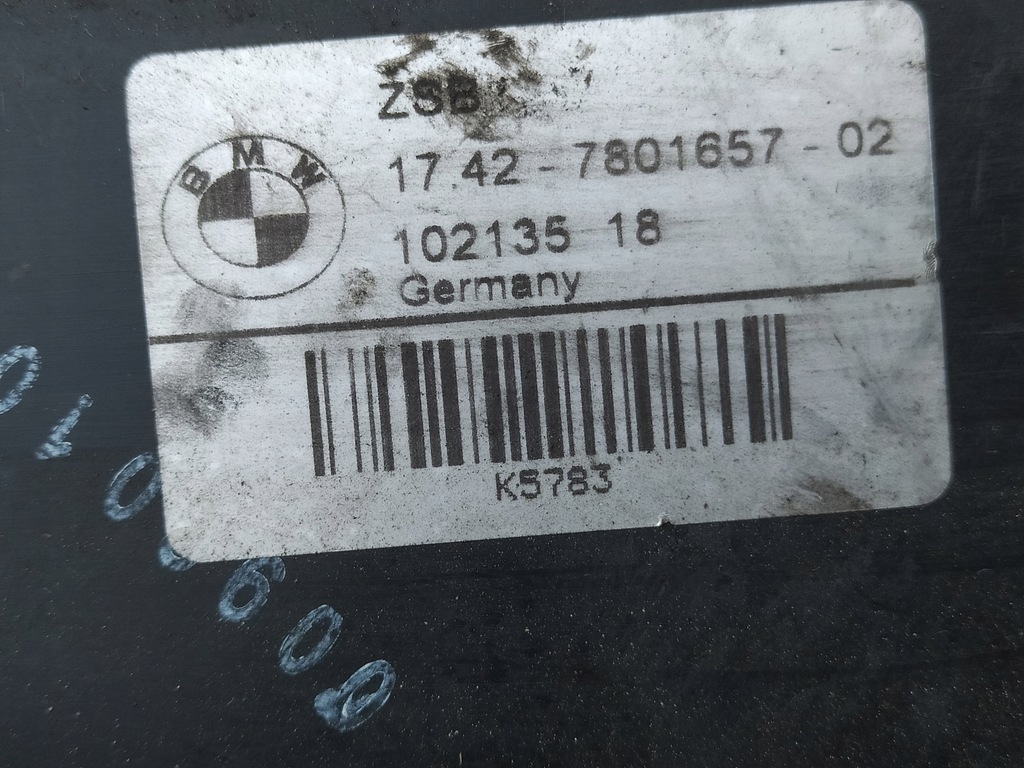 ZSB
BMW
17.42 - 7801657 - 02
102135 18
Germany
K5783